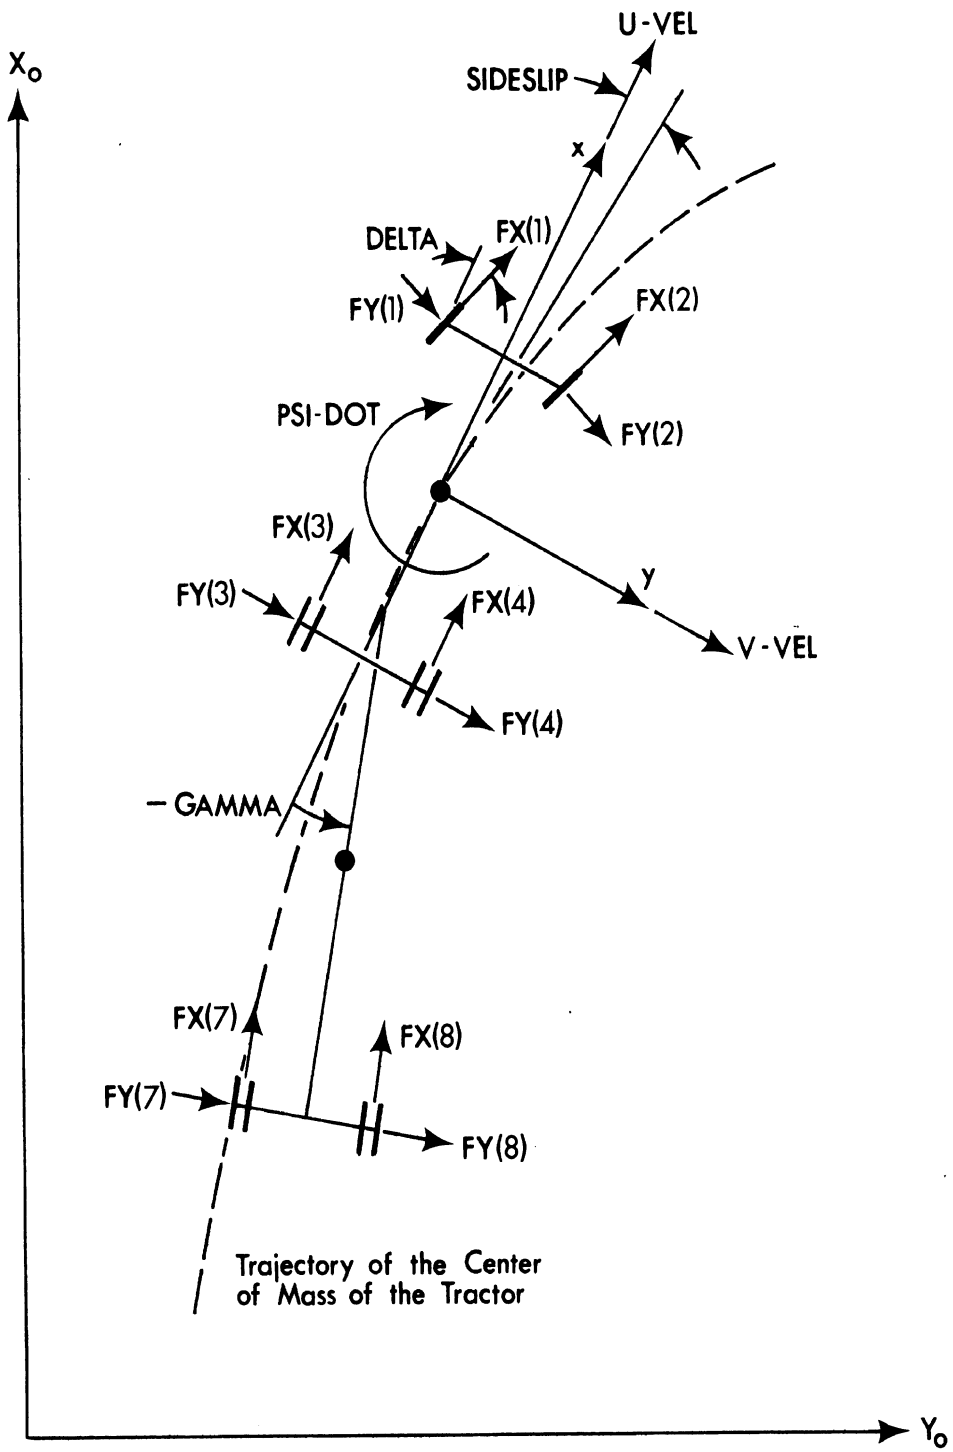 U-VEL
X₀
SIDESLIP
x
DELTA
FX(1)
FY(1)
FX(2)
PSI-DOT
FY(2)
FX(3)
FY(3)
FX(4)
y
V-VEL
FY(4)
– GAMMA
FX(7)
FX(8)
FY(7)
FY(8)
Trajectory of the Center
of Mass of the Tractor
Y₀